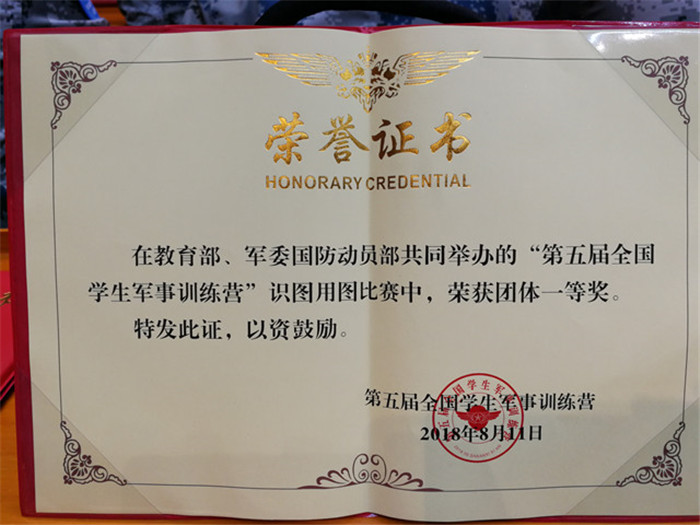 荣誉证书
HONORARY CREDENTIAL
在教育部、军委国防动员部共同举办的“第五届全国
学生军事训练营”识图用图比赛中，荣获团体一等奖。
特发此证，以资鼓励。
第五届全国学生军事训练营
2018年8月11日